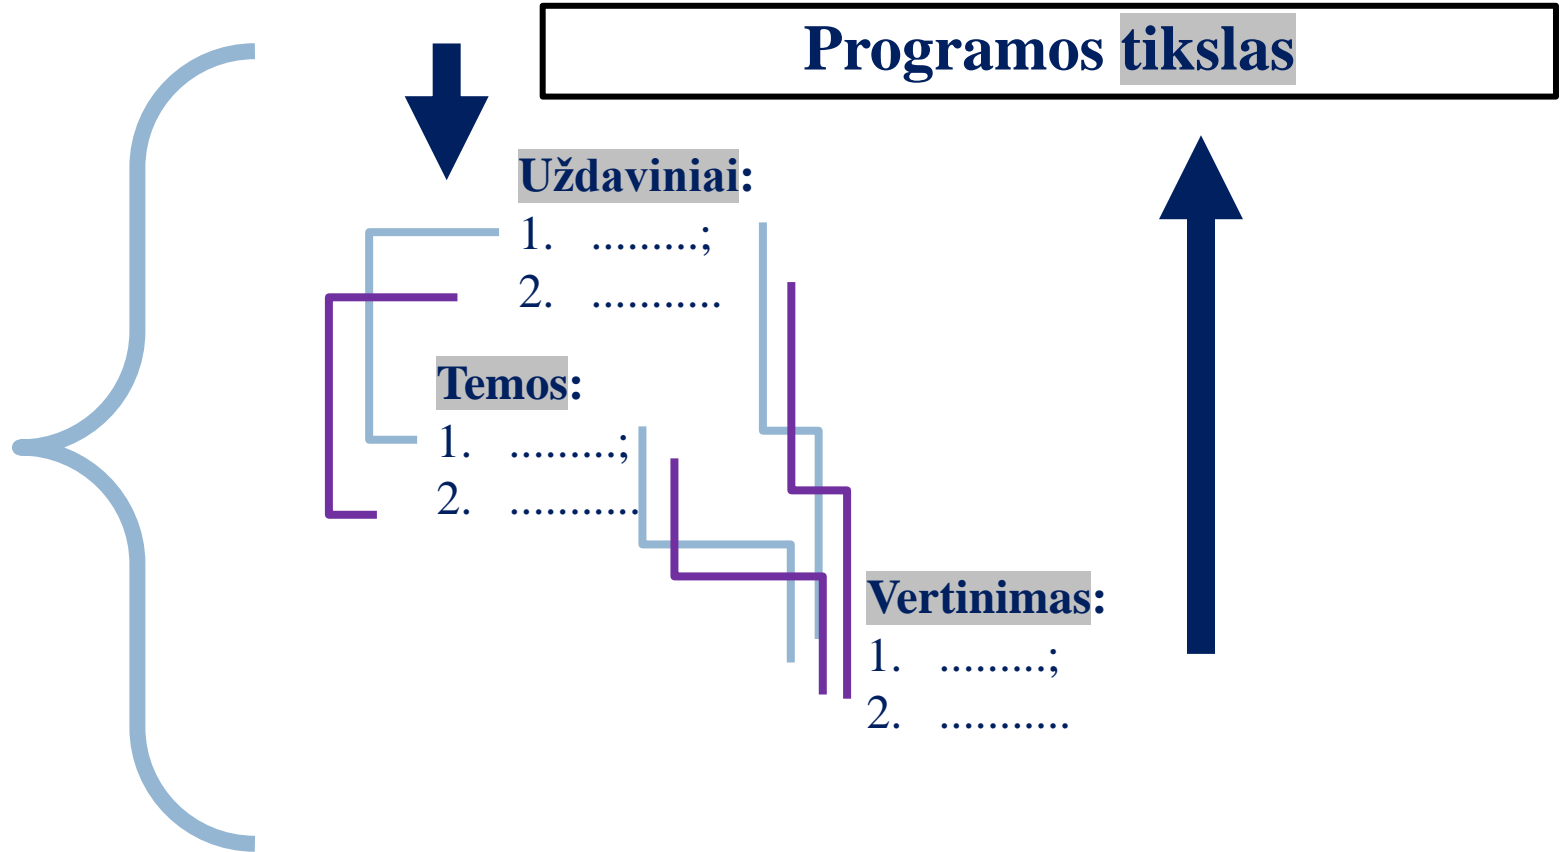 Programos tikslas
Uždaviniai:
1. .........;
2. ...........
Temos:
1. .........;
2. ...........
Vertinimas:
1. .........;
2. ...........